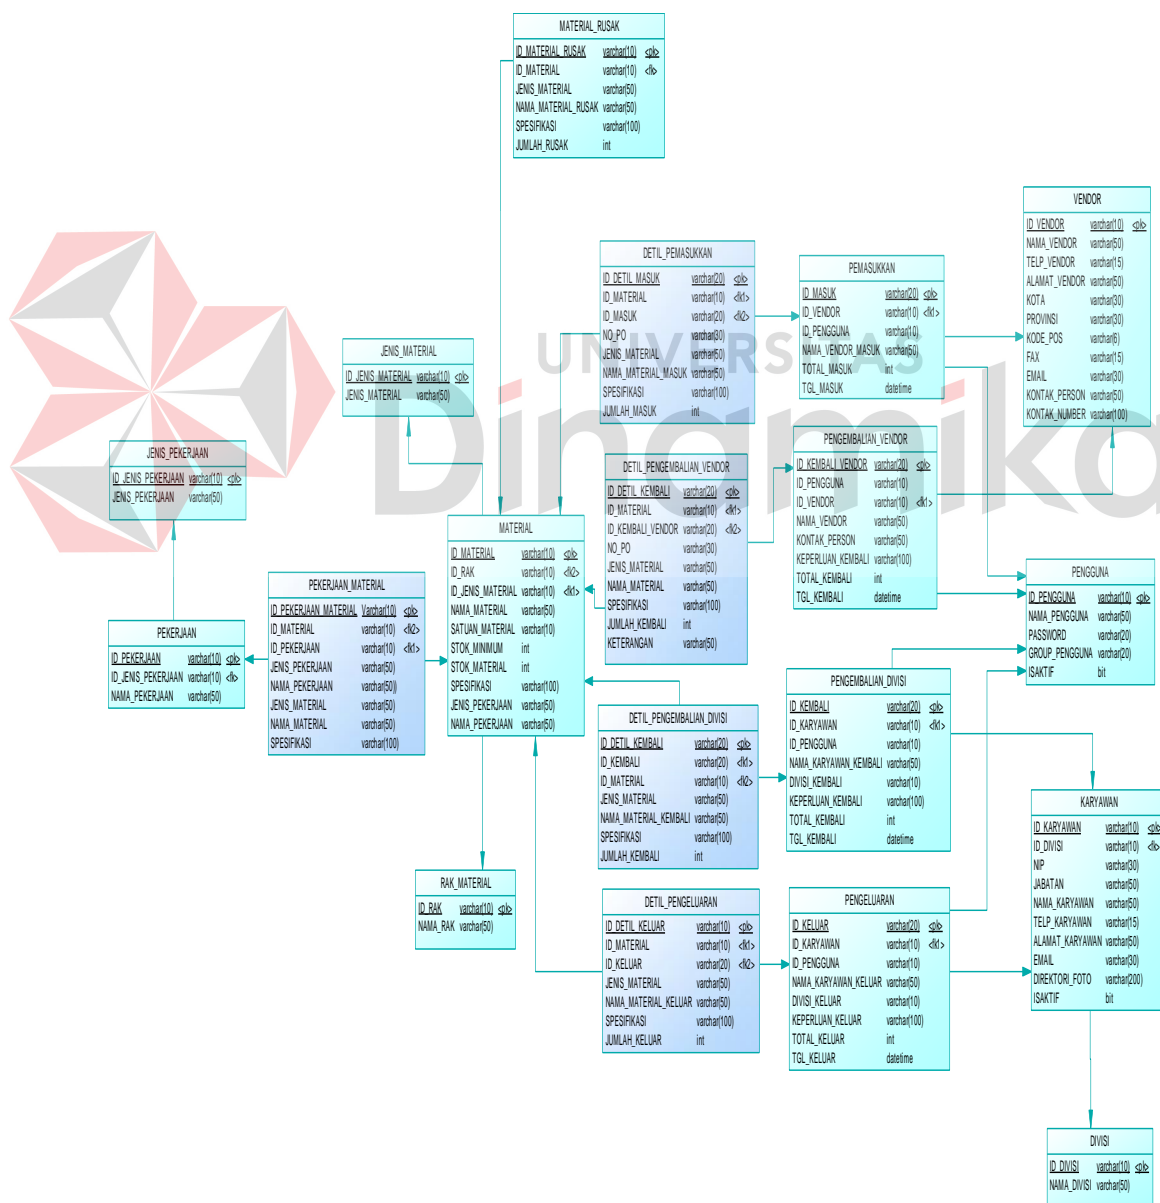 MATERIAL_RUSAK
ID_MATERIAL_RUSAK varchar(10) <pk>
ID_MATERIAL varchar(10) <fk>
JENIS_MATERIAL varchar(50)
NAMA_MATERIAL_RUSAK varchar(50)
SPESIFIKASI varchar(100)
JUMLAH_RUSAK int
VENDOR
ID_VENDOR varchar(10) <pk>
NAMA_VENDOR varchar(50)
TELP_VENDOR varchar(15)
ALAMAT_VENDOR varchar(50)
KOTA varchar(30)
PROVINSI varchar(30)
KODE_POS varchar(6)
FAX varchar(15)
EMAIL varchar(30)
KONTAK_PERSON varchar(50)
KONTAK_NUMBER varchar(100)
DETIL_PEMASUKKAN
ID_DETIL_MASUK varchar(20) <pk>
ID_MATERIAL varchar(10) <fk1>
ID_MASUK varchar(20) <fk2>
NO_PO varchar(30)
JENIS_MATERIAL varchar(50)
NAMA_MATERIAL_MASUK varchar(50)
SPESIFIKASI varchar(100)
JUMLAH_MASUK int
PEMASUKKAN
ID_MASUK varchar(20) <pk>
ID_VENDOR varchar(10) <fk1>
ID_PENGGUNA varchar(10)
NAMA_VENDOR_MASUK varchar(50)
TOTAL_MASUK int
TGL_MASUK datetime
UNIVERSITAS
Dinamika
JENIS_MATERIAL
ID_JENIS_MATERIAL varchar(10) <pk>
JENIS_MATERIAL varchar(50)
JENIS_PEKERJAAN
ID_JENIS_PEKERJAAN varchar(10) <pk>
JENIS_PEKERJAAN varchar(50)
DETIL_PENGEMBALIAN_VENDOR
ID_DETIL_KEMBALI varchar(20) <pk>
ID_MATERIAL varchar(10) <fk1>
ID_KEMBALI_VENDOR varchar(20) <fk2>
NO_PO varchar(30)
JENIS_MATERIAL varchar(50)
NAMA_MATERIAL varchar(50)
SPESIFIKASI varchar(100)
JUMLAH_KEMBALI int
KETERANGAN varchar(50)
PENGEMBALIAN_VENDOR
ID_KEMBALI_VENDOR varchar(20) <pk>
ID_PENGGUNA varchar(10)
ID_VENDOR varchar(10) <fk1>
NAMA_VENDOR varchar(50)
KONTAK_PERSON varchar(50)
KEPERLUAN_KEMBALI varchar(100)
TOTAL_KEMBALI int
TGL_KEMBALI datetime
MATERIAL
ID_MATERIAL varchar(10) <pk>
ID_RAK varchar(10) <fk2>
ID_JENIS_MATERIAL varchar(10) <fk1>
NAMA_MATERIAL varchar(50)
SATUAN_MATERIAL varchar(10)
STOK_MINIMUM int
STOK_MATERIAL int
SPESIFIKASI varchar(100)
JENIS_PEKERJAAN varchar(50)
NAMA_PEKERJAAN varchar(50)
PENGGUNA
ID_PENGGUNA varchar(10) <pk>
NAMA_PENGGUNA varchar(50)
PASSWORD varchar(20)
GROUP_PENGGUNA varchar(20)
ISAKTIF bit
PEKERJAAN_MATERIAL
ID_PEKERJAAN_MATERIAL Varchar(10) <pk>
ID_MATERIAL varchar(10) <fk2>
ID_PEKERJAAN varchar(10) <fk1>
JENIS_PEKERJAAN varchar(50)
NAMA_PEKERJAAN varchar(50))
JENIS_MATERIAL varchar(50)
NAMA_MATERIAL varchar(50)
SPESIFIKASI varchar(100)
PEKERJAAN
ID_PEKERJAAN varchar(10) <pk>
ID_JENIS_PEKERJAAN varchar(10) <fk>
NAMA_PEKERJAAN varchar(50)
PENGEMBALIAN_DIVISI
ID_KEMBALI varchar(20) <pk>
ID_KARYAWAN varchar(10) <fk1>
ID_PENGGUNA varchar(10)
NAMA_KARYAWAN_KEMBALI varchar(50)
DIVISI_KEMBALI varchar(10)
KEPERLUAN_KEMBALI varchar(100)
TOTAL_KEMBALI int
TGL_KEMBALI datetime
DETIL_PENGEMBALIAN_DIVISI
ID_DETIL_KEMBALI varchar(20) <pk>
ID_KEMBALI varchar(20) <fk1>
ID_MATERIAL varchar(10) <fk2>
JENIS_MATERIAL varchar(50)
NAMA_MATERIAL_KEMBALI varchar(50)
SPESIFIKASI varchar(100)
JUMLAH_KEMBALI int
KARYAWAN
ID_KARYAWAN varchar(10) <pk>
ID_DIVISI varchar(10) <fk>
NIP varchar(30)
JABATAN varchar(50)
NAMA_KARYAWAN varchar(50)
TELP_KARYAWAN varchar(15)
ALAMAT_KARYAWAN varchar(50)
EMAIL varchar(30)
DIREKTORI_FOTO varchar(200)
ISAKTIF bit
RAK_MATERIAL
ID_RAK varchar(10) <pk>
NAMA_RAK varchar(50)
DETIL_PENGELUARAN
ID_DETIL_KELUAR varchar(10) <pk>
ID_MATERIAL varchar(10) <fk1>
ID_KELUAR varchar(20) <fk2>
JENIS_MATERIAL varchar(50)
NAMA_MATERIAL_KELUAR varchar(50)
SPESIFIKASI varchar(100)
JUMLAH_KELUAR int
PENGELUARAN
ID_KELUAR varchar(20) <pk>
ID_KARYAWAN varchar(10) <fk1>
ID_PENGGUNA varchar(10)
NAMA_KARYAWAN_KELUAR varchar(50)
DIVISI_KELUAR varchar(10)
KEPERLUAN_KELUAR varchar(100)
TOTAL_KELUAR int
TGL_KELUAR datetime
DIVISI
ID_DIVISI varchar(10) <pk>
NAMA_DIVISI varchar(50)